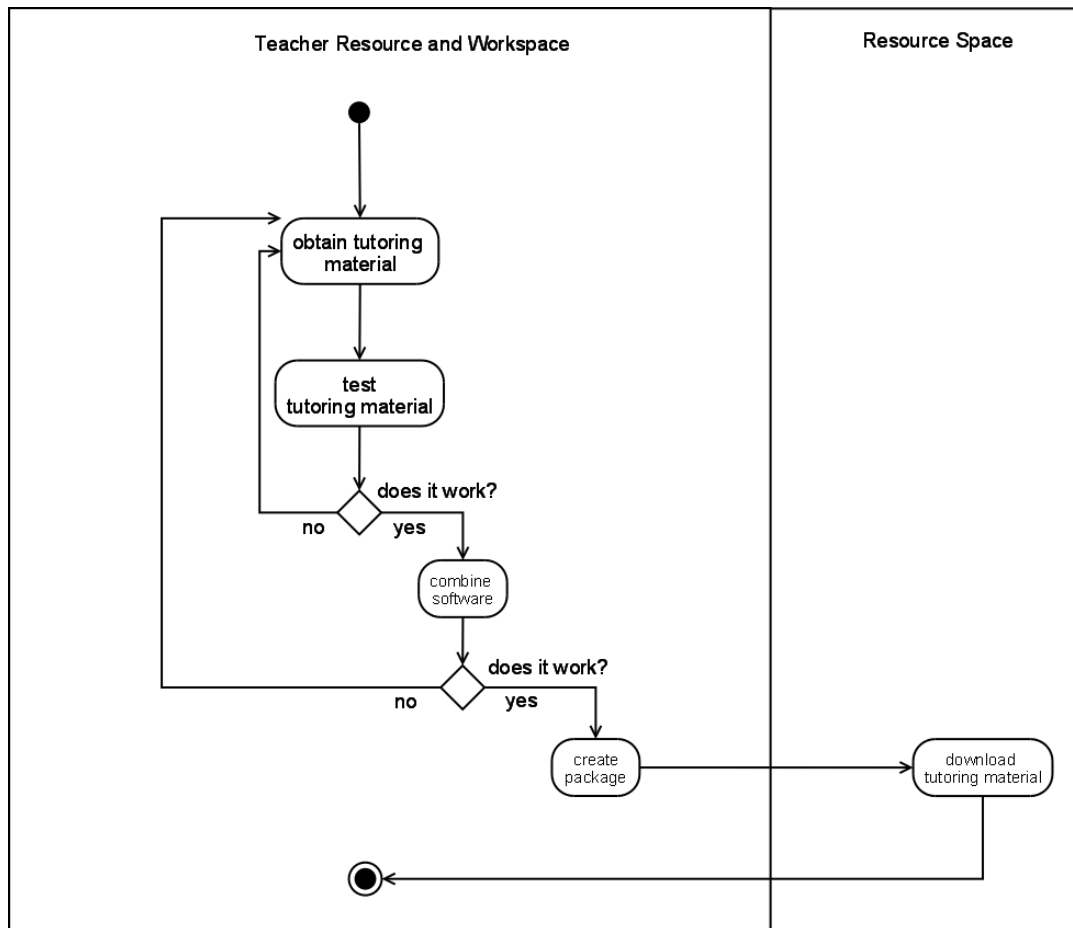 Teacher Resource and Workspace
Resource Space
obtain tutoring
material
test
tutoring material
does it work?
no
yes
combine
software
does it work?
no
yes
create
package
download
tutoring material